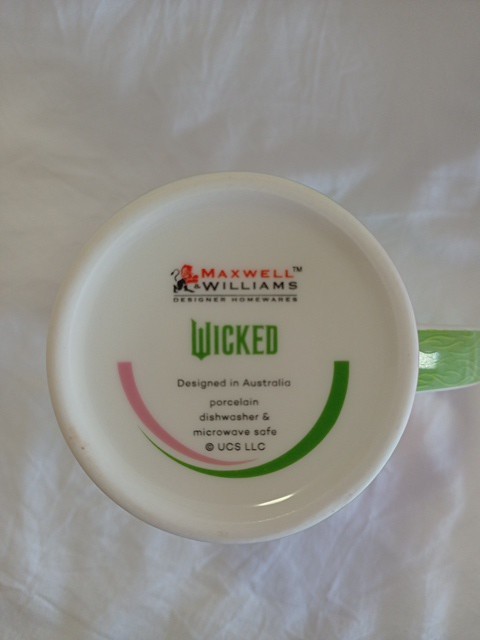 MAXWELL™
& WILLIAMS
DESIGNER HOMEWARES
WICKED
Designed in Australia
porcelain
dishwasher &
microwave safe
© UCS LLC